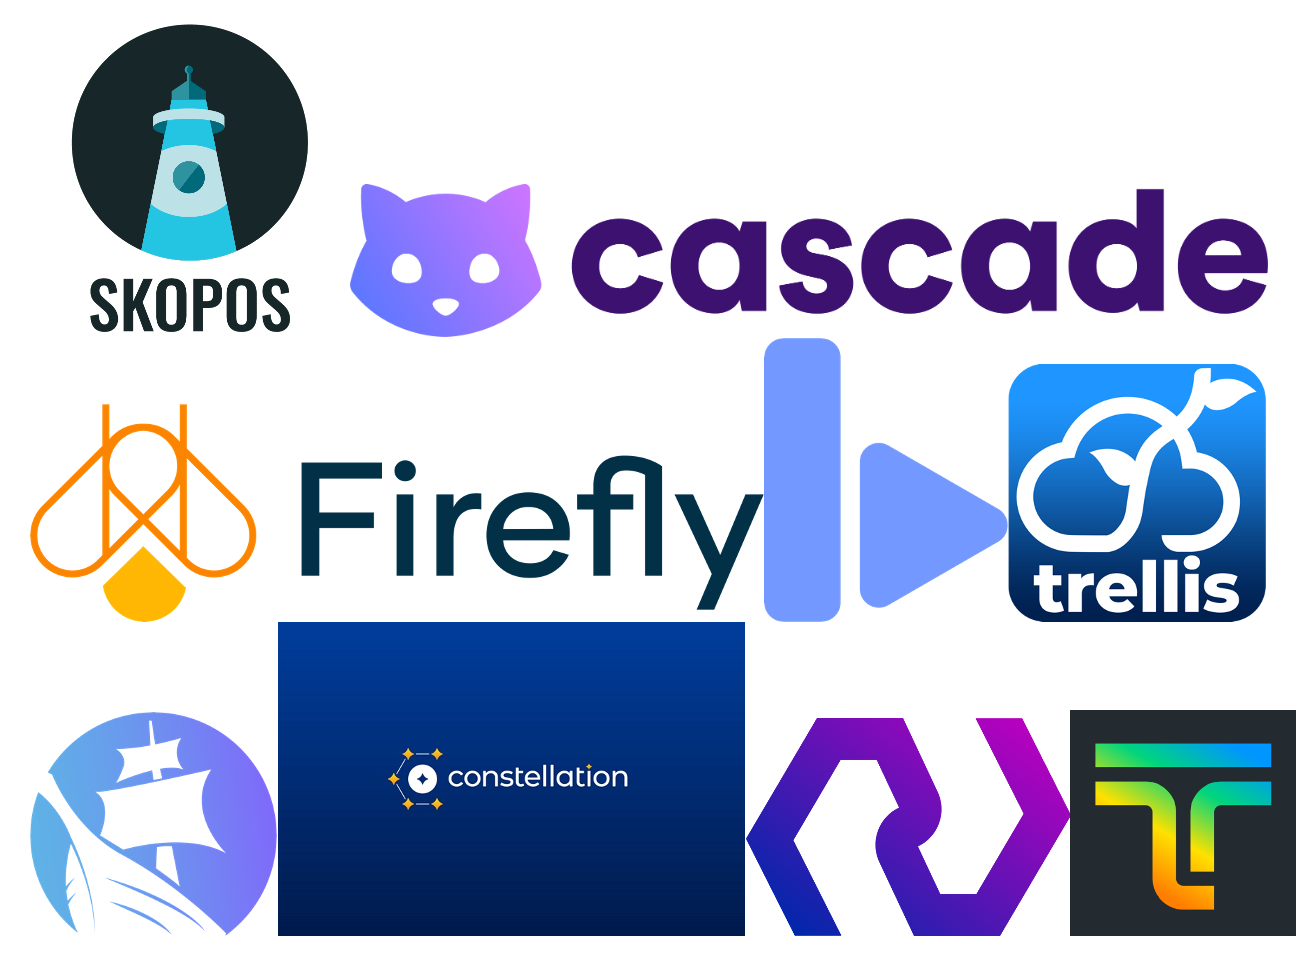 SKOPOS
cascade
Firefly
trellis
constellation